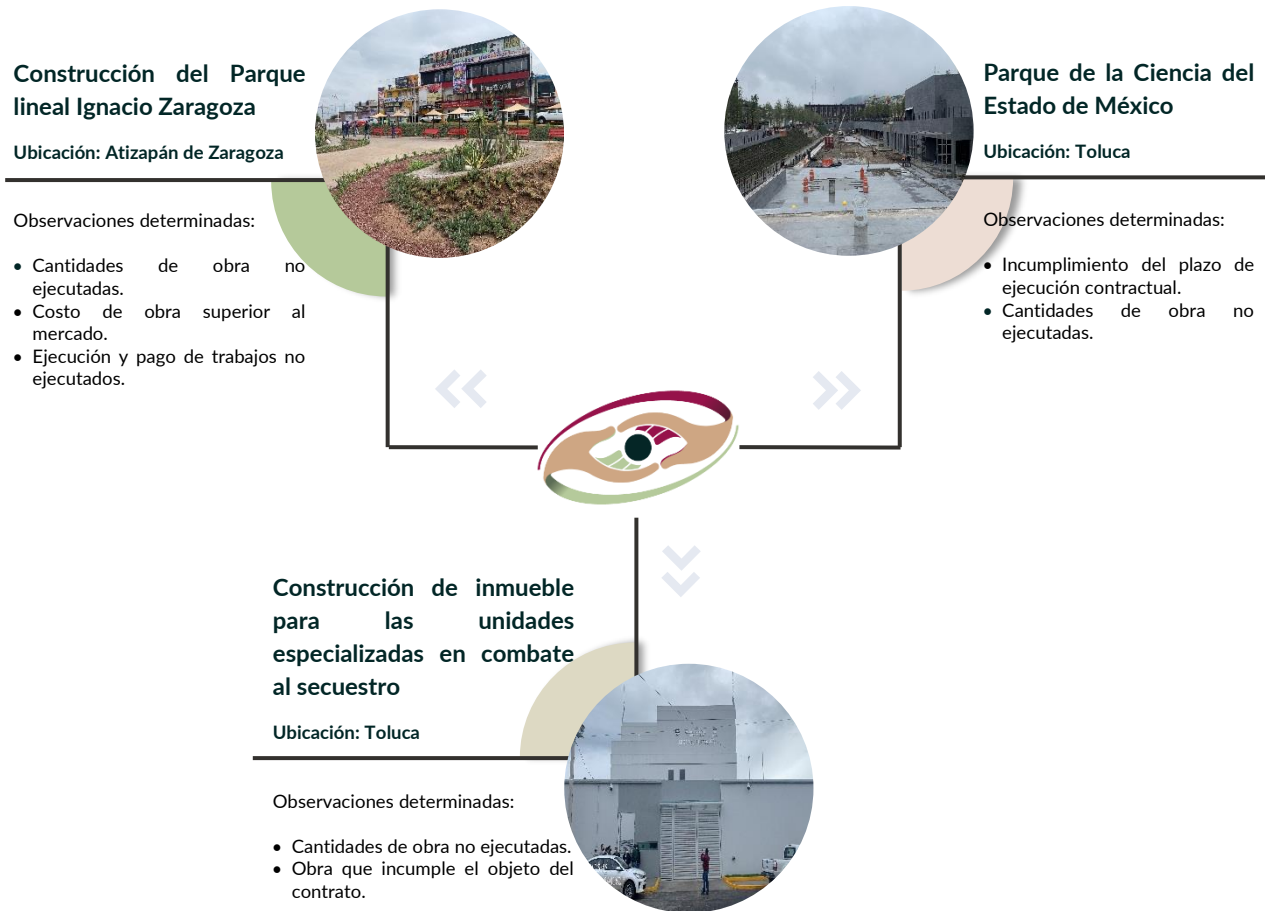 Construcción del Parque
lineal Ignacio Zaragoza
Ubicación: Atizapán de Zaragoza
Observaciones determinadas:
• Cantidades de obra no
ejecutadas.
• Costo de obra superior al
mercado.
• Ejecución y pago de trabajos no
ejecutados.
Parque de la Ciencia del
Estado de México
Ubicación: Toluca
Observaciones determinadas:
• Incumplimiento del plazo de
ejecución contractual.
• Cantidades de obra no
ejecutadas.
Construcción de inmueble
para las unidades
especializadas en combate
al secuestro
Ubicación: Toluca
Observaciones determinadas:
• Cantidades de obra no ejecutadas.
• Obra que incumple el objeto del
contrato.